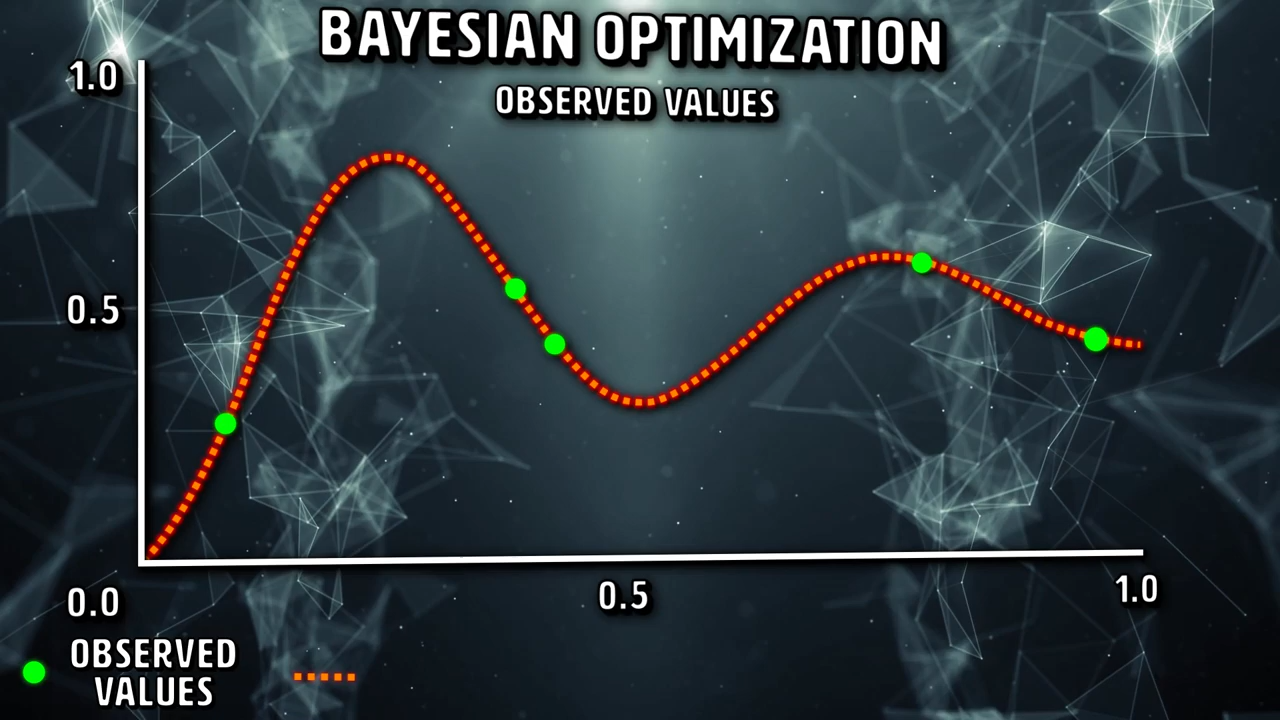 BAYESIAN OPTIMIZATION
OBSERVED VALUES
1.0
0.5
0.0
0.5
1.0
OBSERVED
VALUES